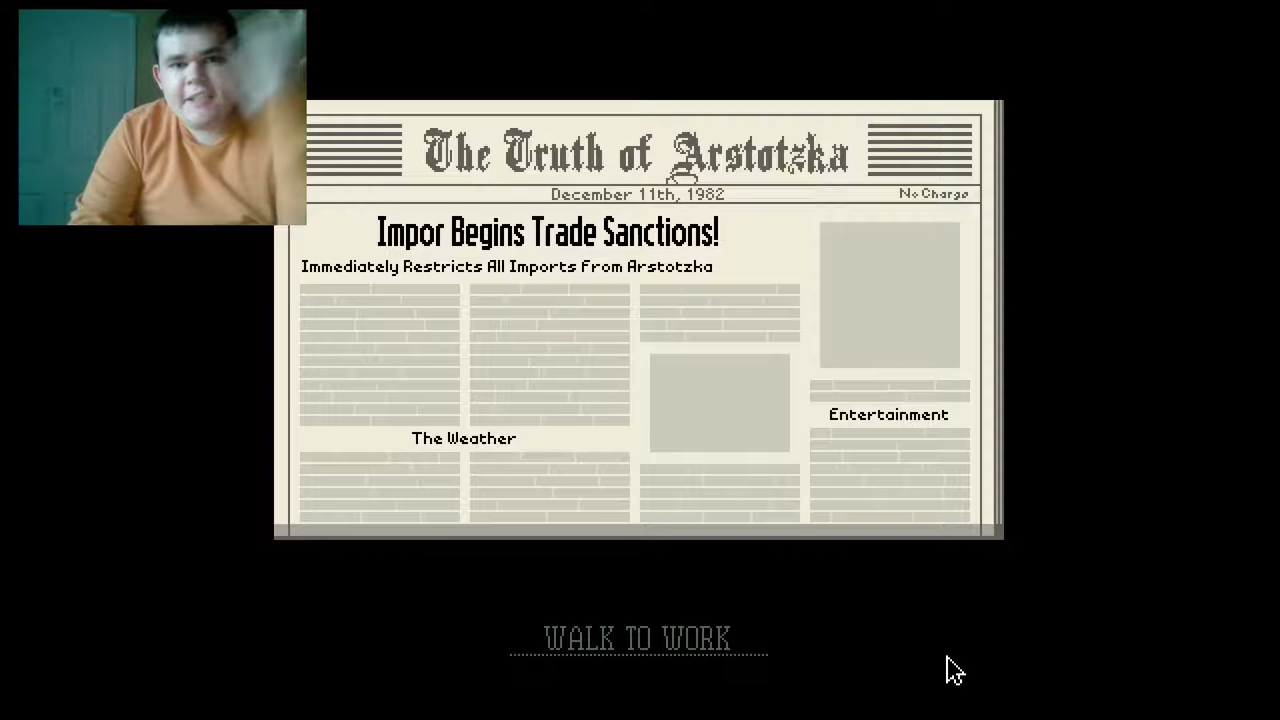 The Truth of Arstotzka
December 11th, 1982
No Charge
Impor Begins Trade Sanctions!
Immediately Restricts All Imports From Arstotzka
The Weather
Entertainment
WALK TO WORK